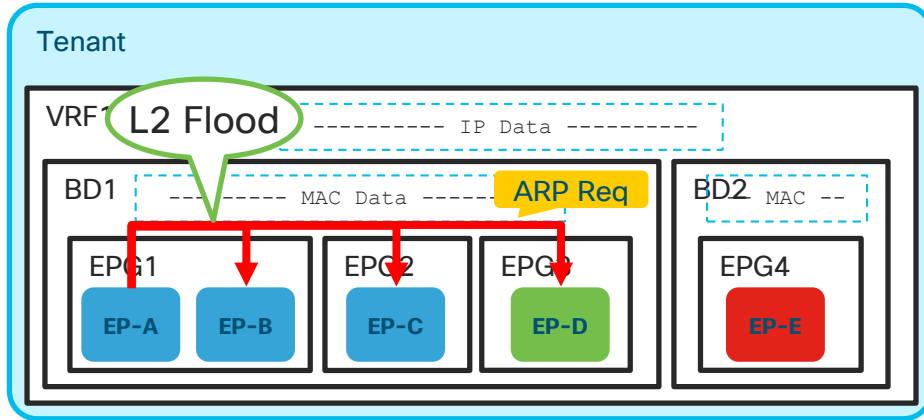 Tenant
VRF1
L2 Flood
---------- IP Data ----------
BD1
--------- MAC Data -----
ARP Req
BD2
-- MAC --
EPG1
EPG2
EPG3
EPG4
EP-A
EP-B
EP-C
EP-D
EP-E